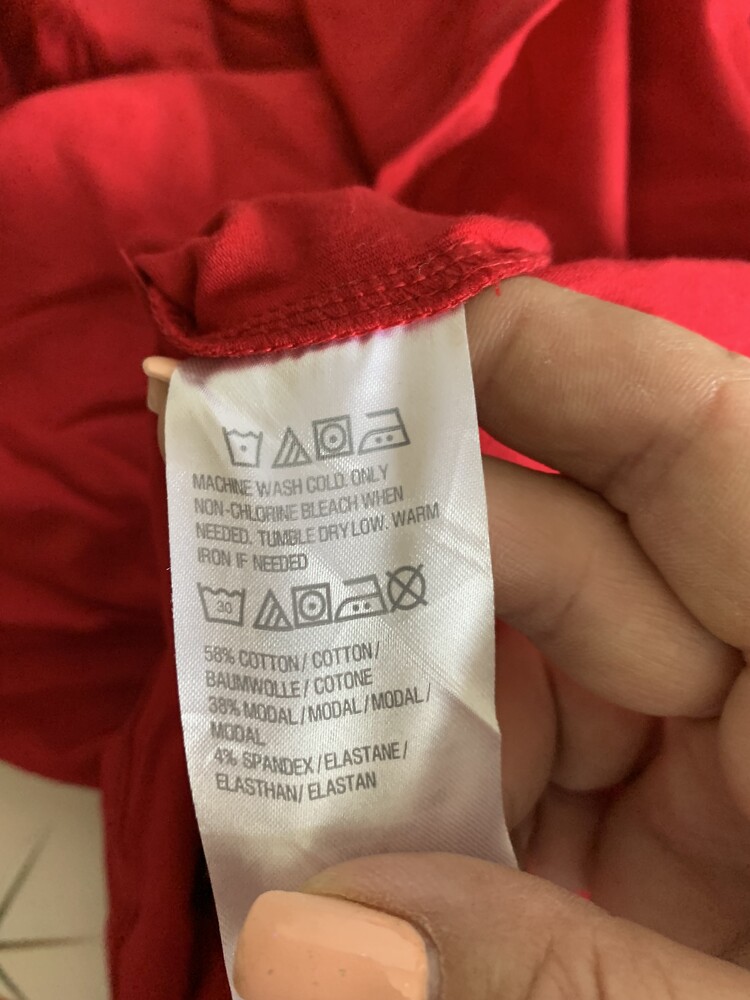 MACHINE WASH COLD. ONLY
NON-CHLORINE BLEACH WHEN
NEEDED. TUMBLE DRY LOW. WARM
IRON IF NEEDED
30
58% COTTON / COTTON /
BAUMWOLLE / COTONE
38% MODAL / MODAL / MODAL /
MODAL
4% SPANDEX / ELASTANE /
ELASTHAN / ELASTAN